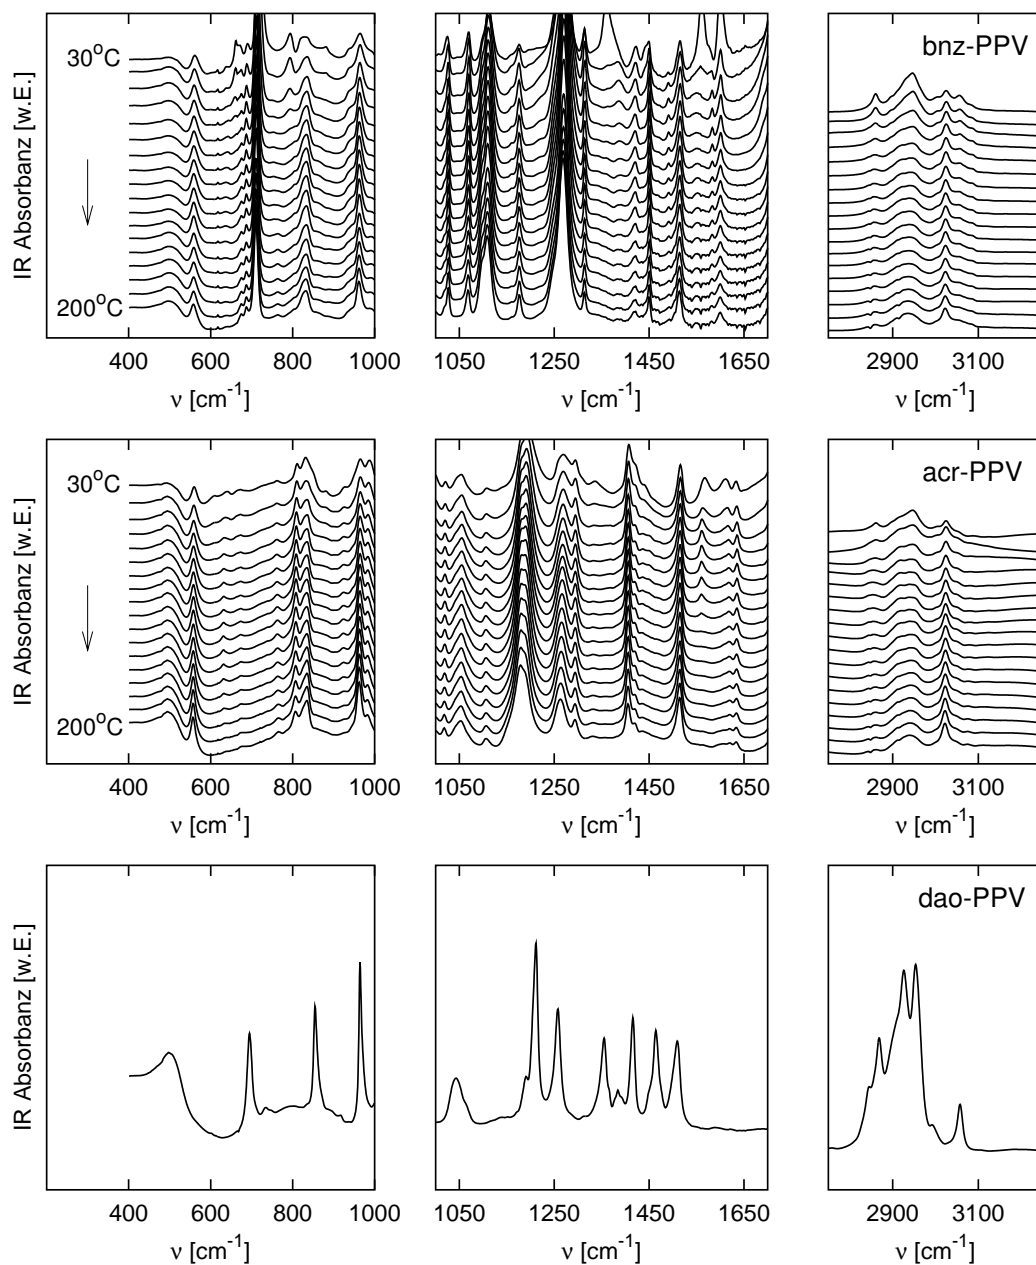 IR Absorbanz [w.E.]
30°C
200°C
bnz-PPV
400 600 800 1000
1050 1250 1450 1650
2900 3100
ν [cm⁻¹]
ν [cm⁻¹]
ν [cm⁻¹]
IR Absorbanz [w.E.]
30°C
200°C
acr-PPV
400 600 800 1000
1050 1250 1450 1650
2900 3100
ν [cm⁻¹]
ν [cm⁻¹]
ν [cm⁻¹]
IR Absorbanz [w.E.]
dao-PPV
400 600 800 1000
1050 1250 1450 1650
2900 3100
ν [cm⁻¹]
ν [cm⁻¹]
ν [cm⁻¹]